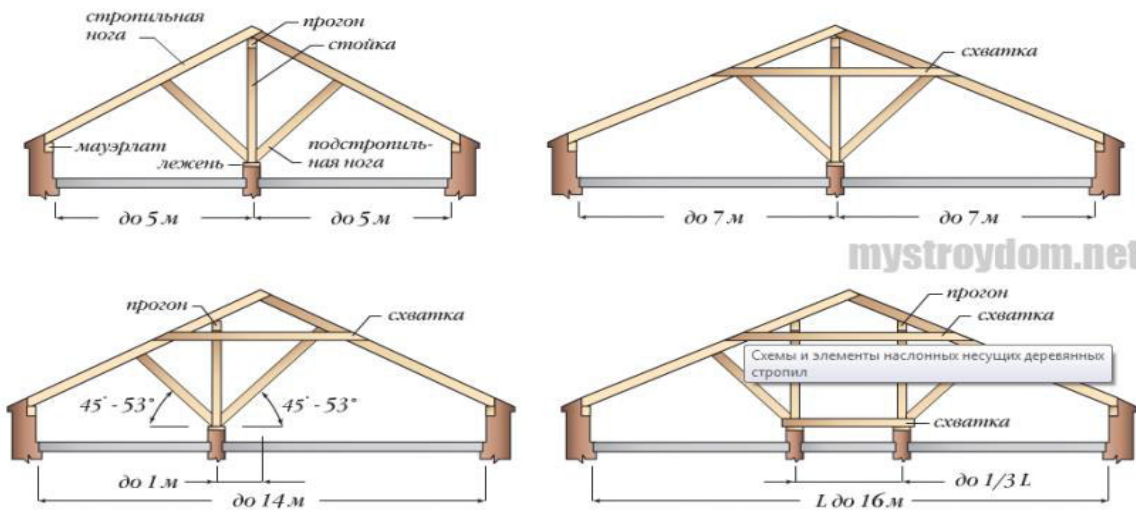 стропильная
нога
прогон
стойка
мауэрлат
лежень
подстропиль-
ная нога
до 5 м
до 5 м
схватка
до 7 м
до 7 м
mystroydom.net
прогон
схватка
45° - 53°
45° - 53°
до 1 м
до 14 м
прогон
схватка
Схемы и элементы наслонных несущих деревянных
стропил
схватка
до 1/3 L
L до 16 м